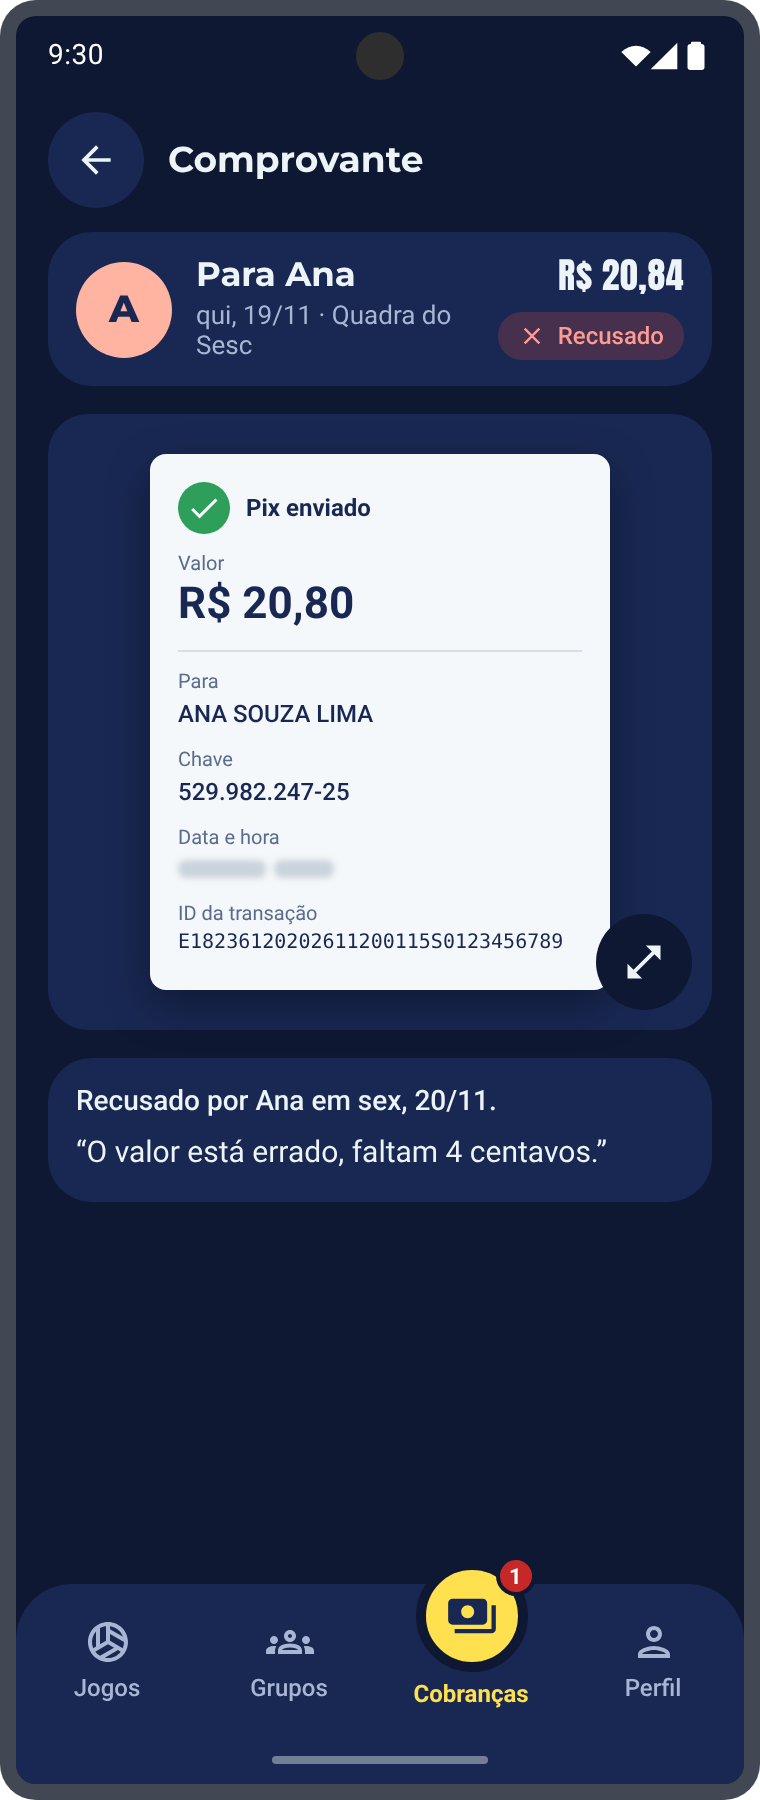 9:30
Comprovante
A
Para Ana
qui, 19/11 · Quadra do
Sesc
R$ 20,84
Recusado
Pix enviado
Valor
R$ 20,80
Para
ANA SOUZA LIMA
Chave
529.982.247-25
Data e hora
ID da transação
E18236120202611200115S0123456789
Recusado por Ana em sex, 20/11.
“O valor está errado, faltam 4 centavos.”
1
Jogos
Grupos
Cobranças
Perfil